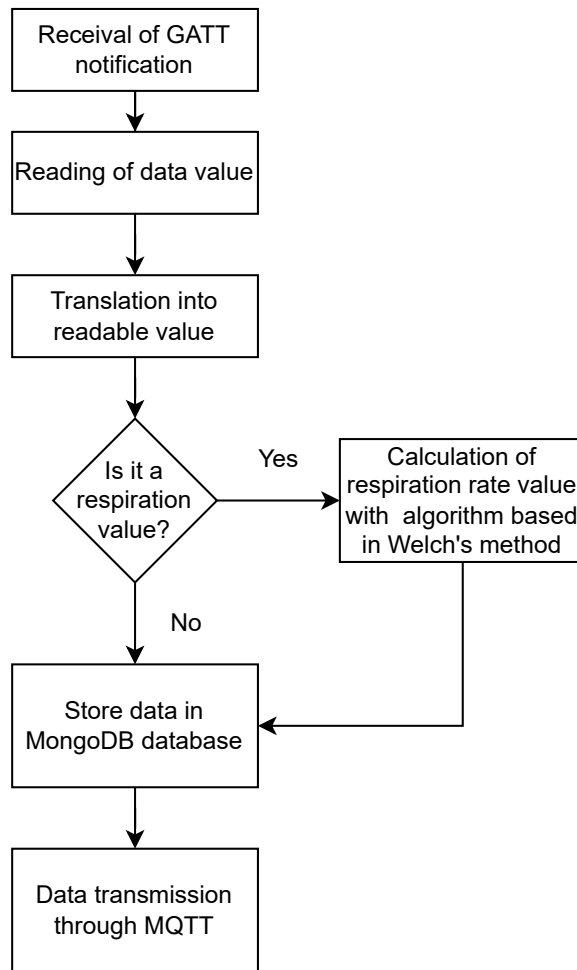 Receival of GATT
notification
Reading of data value
Translation into
readable value
Is it a
respiration
value?
Yes
Calculation of
respiration rate value
with  algorithm based
in Welch's method
No
Store data in
MongoDB database
Data transmission
through MQTT